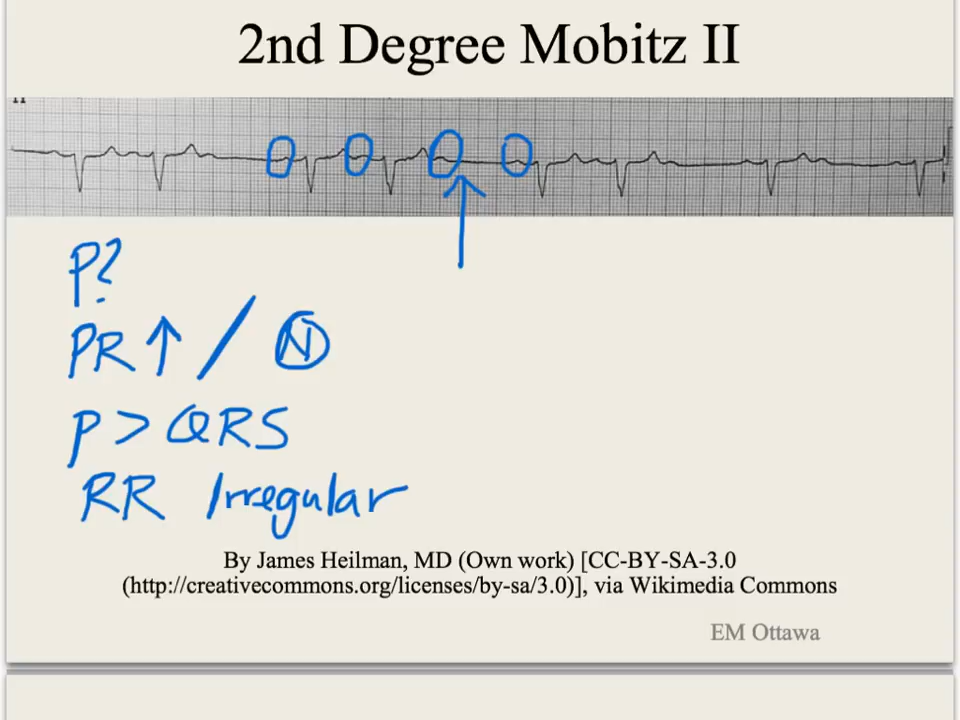 2nd Degree Mobitz II
II
P?
PR ↑ / N
P > QRS
RR Irregular
By James Heilman, MD (Own work) [CC-BY-SA-3.0
(http://creativecommons.org/licenses/by-sa/3.0)], via Wikimedia Commons
EM Ottawa